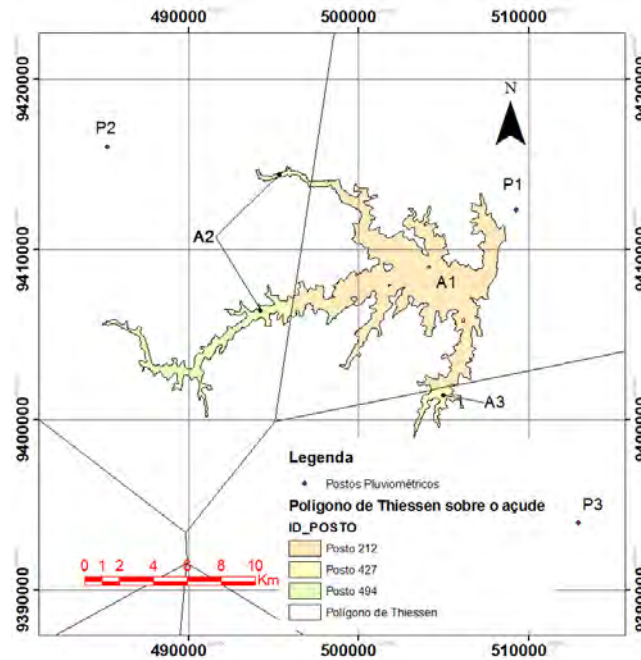 490000 500000 510000
9420000 9420000
N
P2
P1
A2
9410000 9410000
A1
9400000 9400000
A3
Legenda
Postos Pluviométricos
Polígono de Thiessen sobre o açude
ID_POSTO
P3
Posto 212
Posto 427
Posto 494
Polígono de Thiessen
0 1 2 4 6 8 10
Km
9390000 9390000
490000 500000 510000